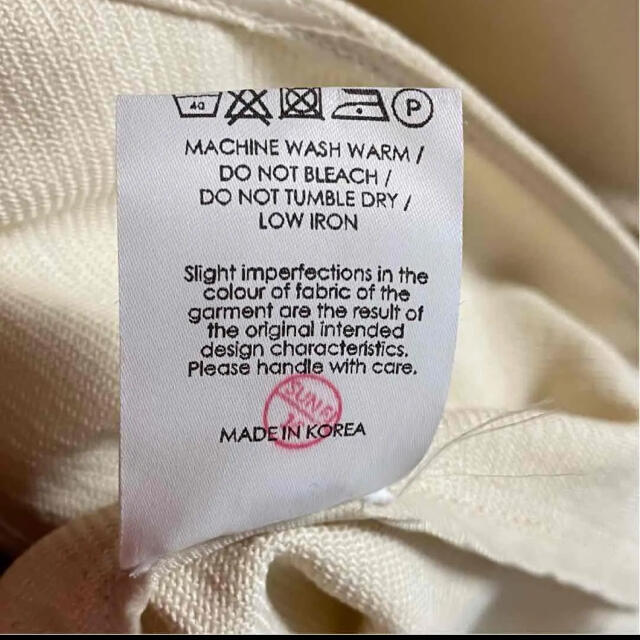 40 P
MACHINE WASH WARM /
DO NOT BLEACH /
DO NOT TUMBLE DRY /
LOW IRON
Slight imperfections in the
colour of fabric of the
garment are the result of
the original intended
design characteristics.
Please handle with care.
MADE IN KOREA